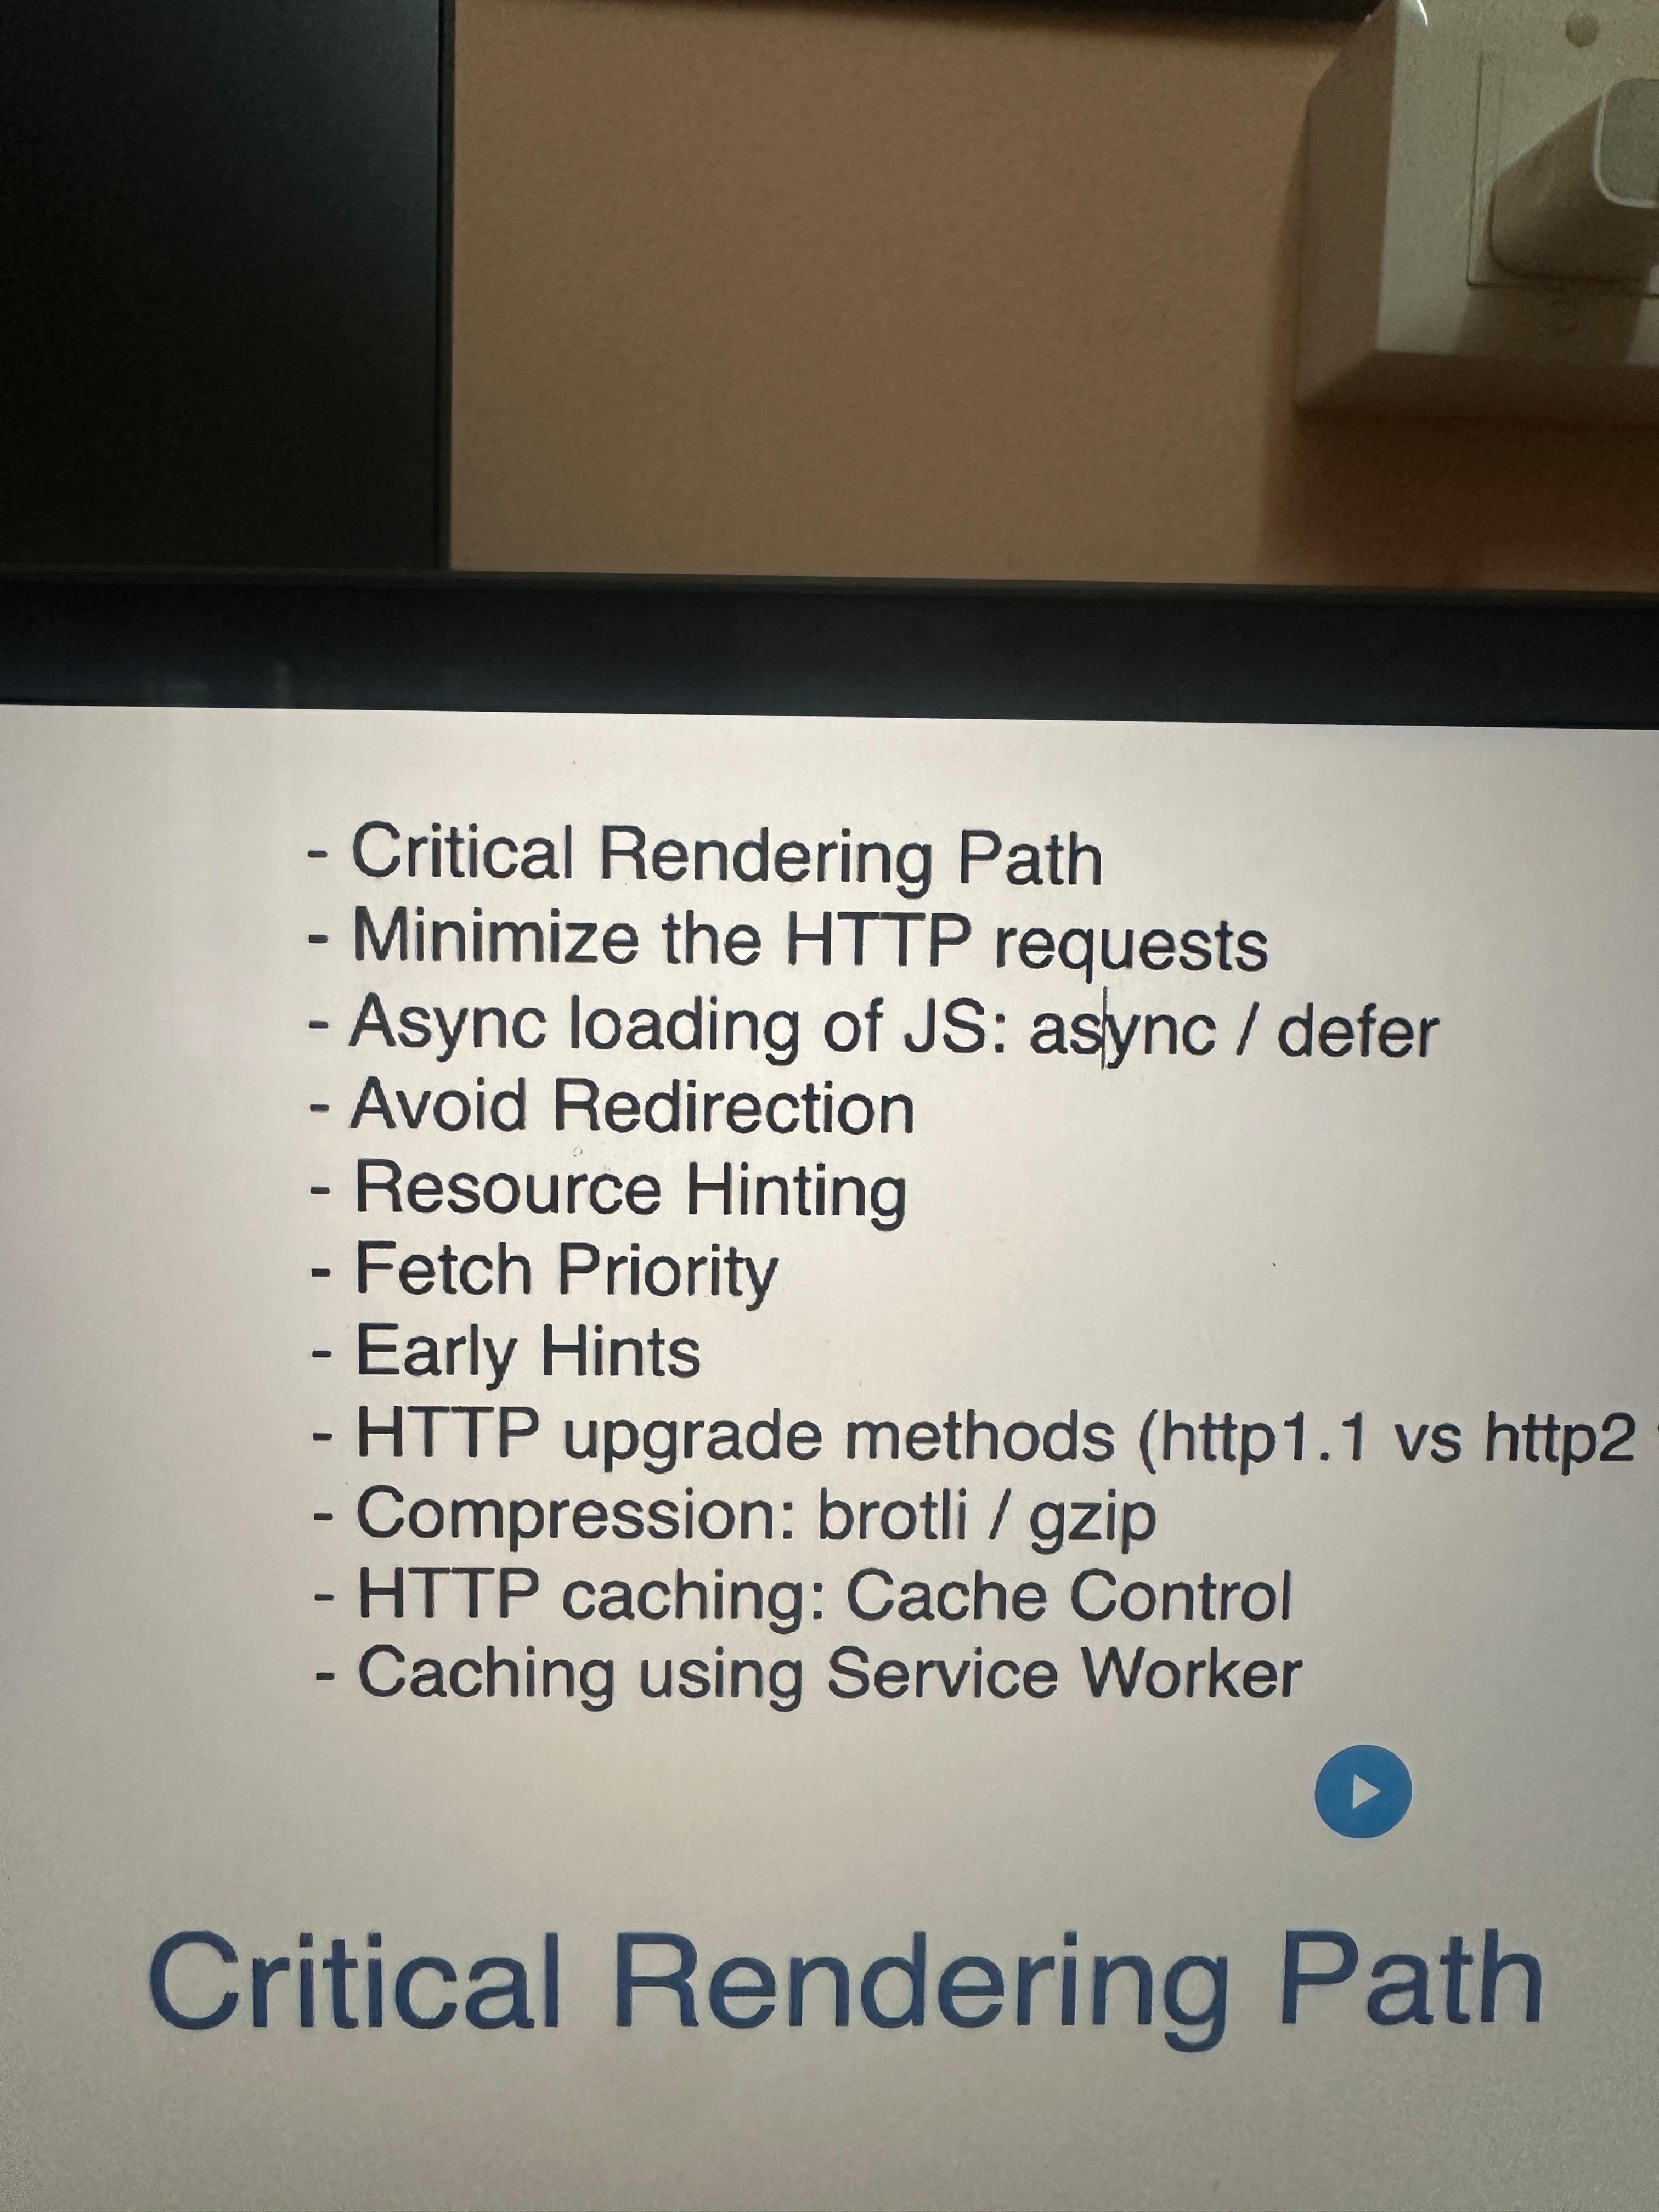 - Critical Rendering Path
- Minimize the HTTP requests
- Async loading of JS: async / defer
- Avoid Redirection
- Resource Hinting
- Fetch Priority
- Early Hints
- HTTP upgrade methods (http1.1 vs http2
- Compression: brotli / gzip
- HTTP caching: Cache Control
- Caching using Service Worker
Critical Rendering Path